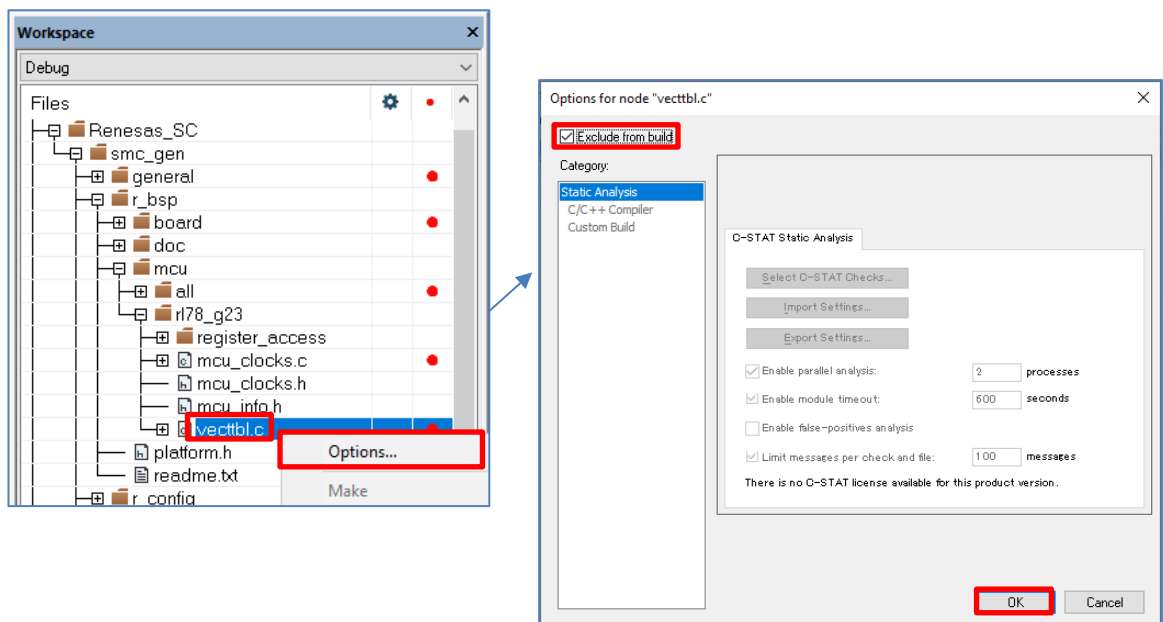 Workspace
Debug
Files
Renesas_SC
smc_gen
general
r_bsp
board
doc
mcu
all
rl78_g23
register_access
mcu_clocks.c
mcu_clocks.h
mcu_info.h
vecttbl.c
platform.h
readme.txt
r_config
Options...
Make
Options for node "vecttbl.c"
Exclude from build
Category:
Static Analysis
C/C++ Compiler
Custom Build
C-STAT Static Analysis
Select C-STAT Checks...
Import Settings...
Export Settings...
Enable parallel analysis: 2 processes
Enable module timeout: 600 seconds
Enable false-positives analysis
Limit messages per check and file: 100 messages
There is no C-STAT license available for this product version.
OK Cancel